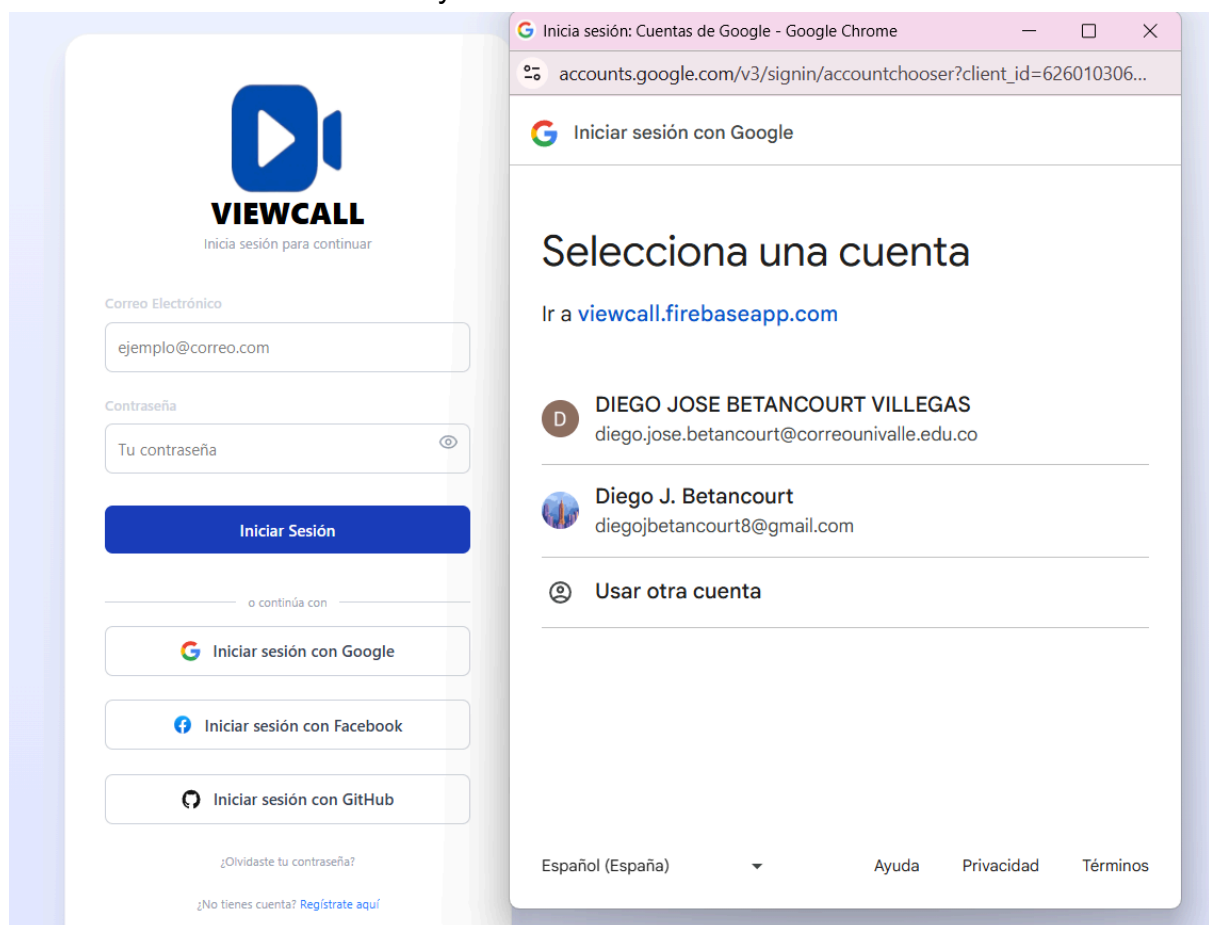 VIEWCALL
Inicia sesión para continuar
Correo Electrónico
ejemplo@correo.com
Contraseña
Tu contraseña
Iniciar Sesión
o continúa con
Iniciar sesión con Google
Iniciar sesión con Facebook
Iniciar sesión con GitHub
¿Olvidaste tu contraseña?
¿No tienes cuenta? Regístrate aquí
Inicia sesión: Cuentas de Google - Google Chrome
accounts.google.com/v3/signin/accountchooser?client_id=626010306...
Iniciar sesión con Google
Selecciona una cuenta
Ir a viewcall.firebaseapp.com
D
DIEGO JOSE BETANCOURT VILLEGAS
diego.jose.betancourt@correounivalle.edu.co
Diego J. Betancourt
diegojbetancourt8@gmail.com
Usar otra cuenta
Español (España)
Ayuda Privacidad Términos